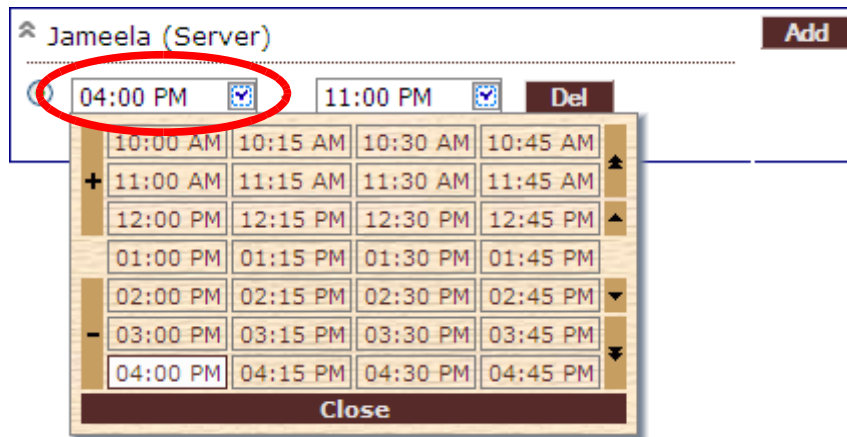 Jameela (Server) Add
04:00 PM 11:00 PM Del
10:00 AM 10:15 AM 10:30 AM 10:45 AM
+ 11:00 AM 11:15 AM 11:30 AM 11:45 AM
12:00 PM 12:15 PM 12:30 PM 12:45 PM
01:00 PM 01:15 PM 01:30 PM 01:45 PM
02:00 PM 02:15 PM 02:30 PM 02:45 PM
- 03:00 PM 03:15 PM 03:30 PM 03:45 PM
04:00 PM 04:15 PM 04:30 PM 04:45 PM
Close